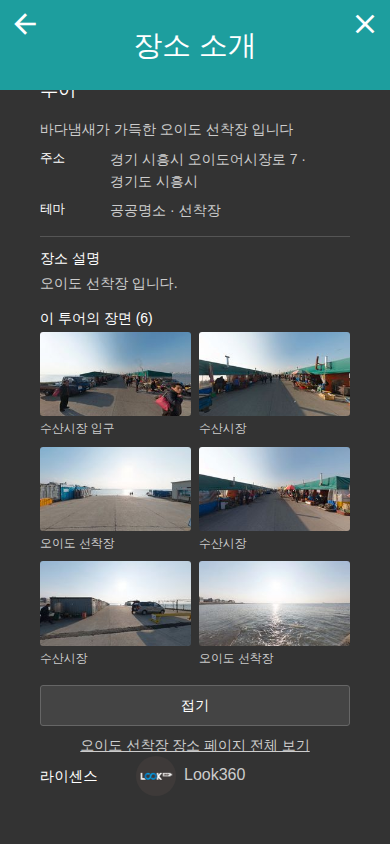 장소 소개
투어
바다냄새가 가득한 오이도 선착장 입니다
주소 경기 시흥시 오이도어시장로 7 ·
경기도 시흥시
테마 공공명소 · 선착장
장소 설명
오이도 선착장 입니다.
이 투어의 장면 (6)
수산시장 입구 수산시장
오이도 선착장 수산시장
수산시장 오이도 선착장
접기
오이도 선착장 장소 페이지 전체 보기
라이센스 LOOK Look360